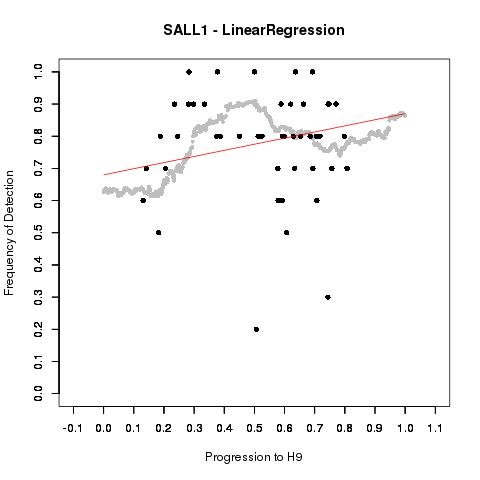 SALL1 - LinearRegression
1.0
0.9
0.8
0.7
0.6
0.5
0.4
0.3
0.2
0.1
0.0
Frequency of Detection
-0.1 0.0 0.1 0.2 0.3 0.4 0.5 0.6 0.7 0.8 0.9 1.0 1.1
Progression to H9